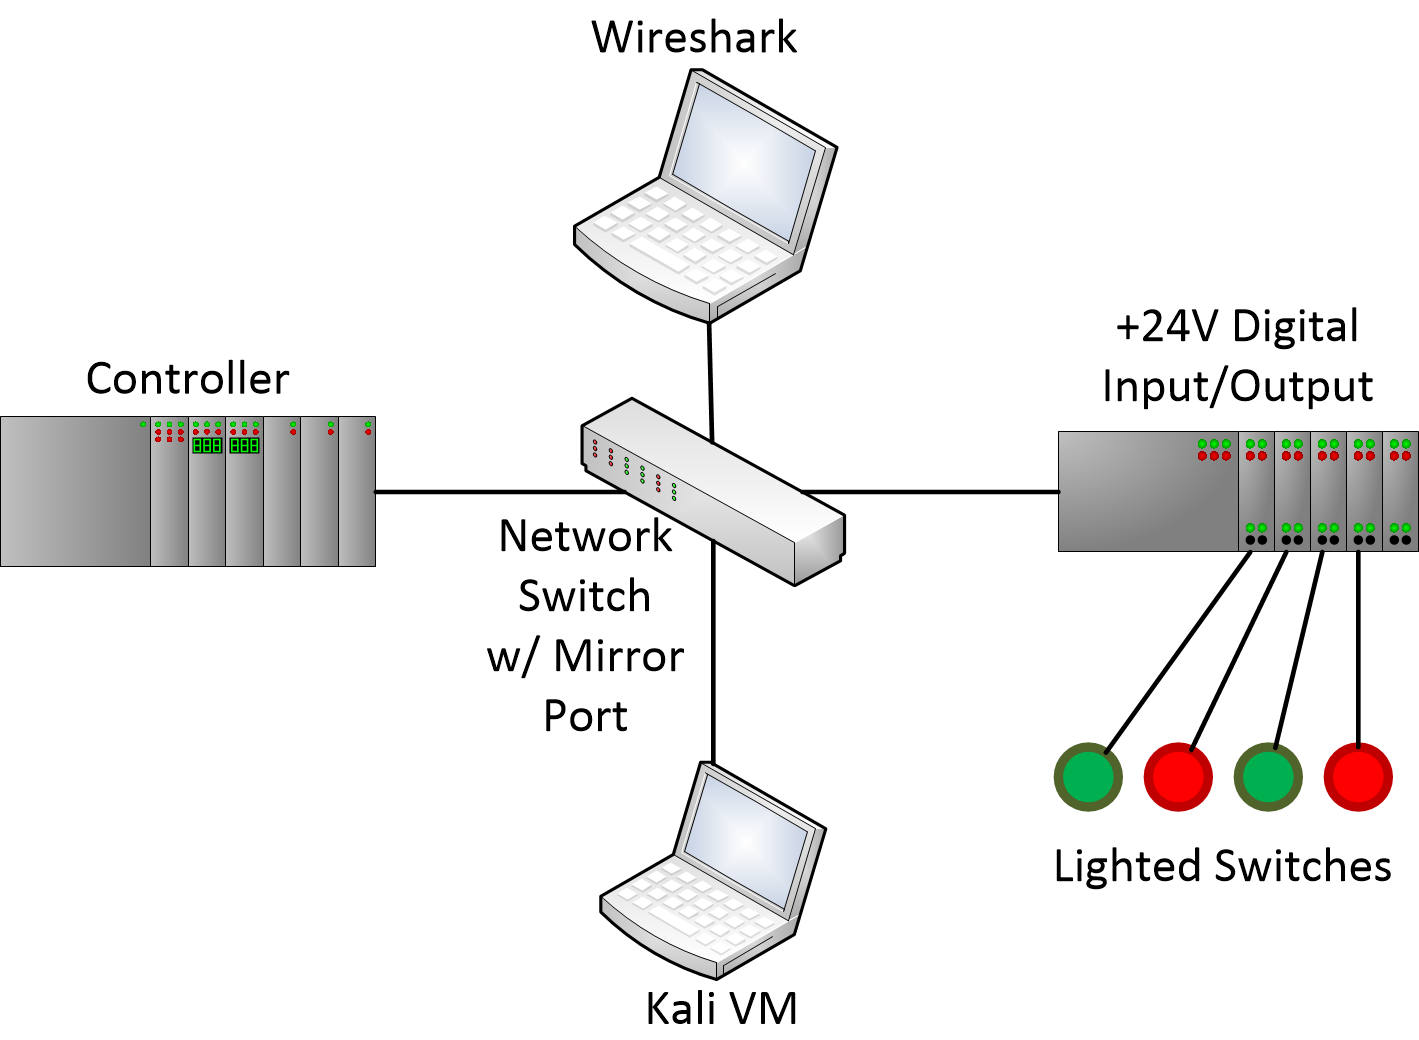 Wireshark
+24V Digital
Input/Output
Controller
Network
Switch
w/ Mirror
Port
Lighted Switches
Kali VM